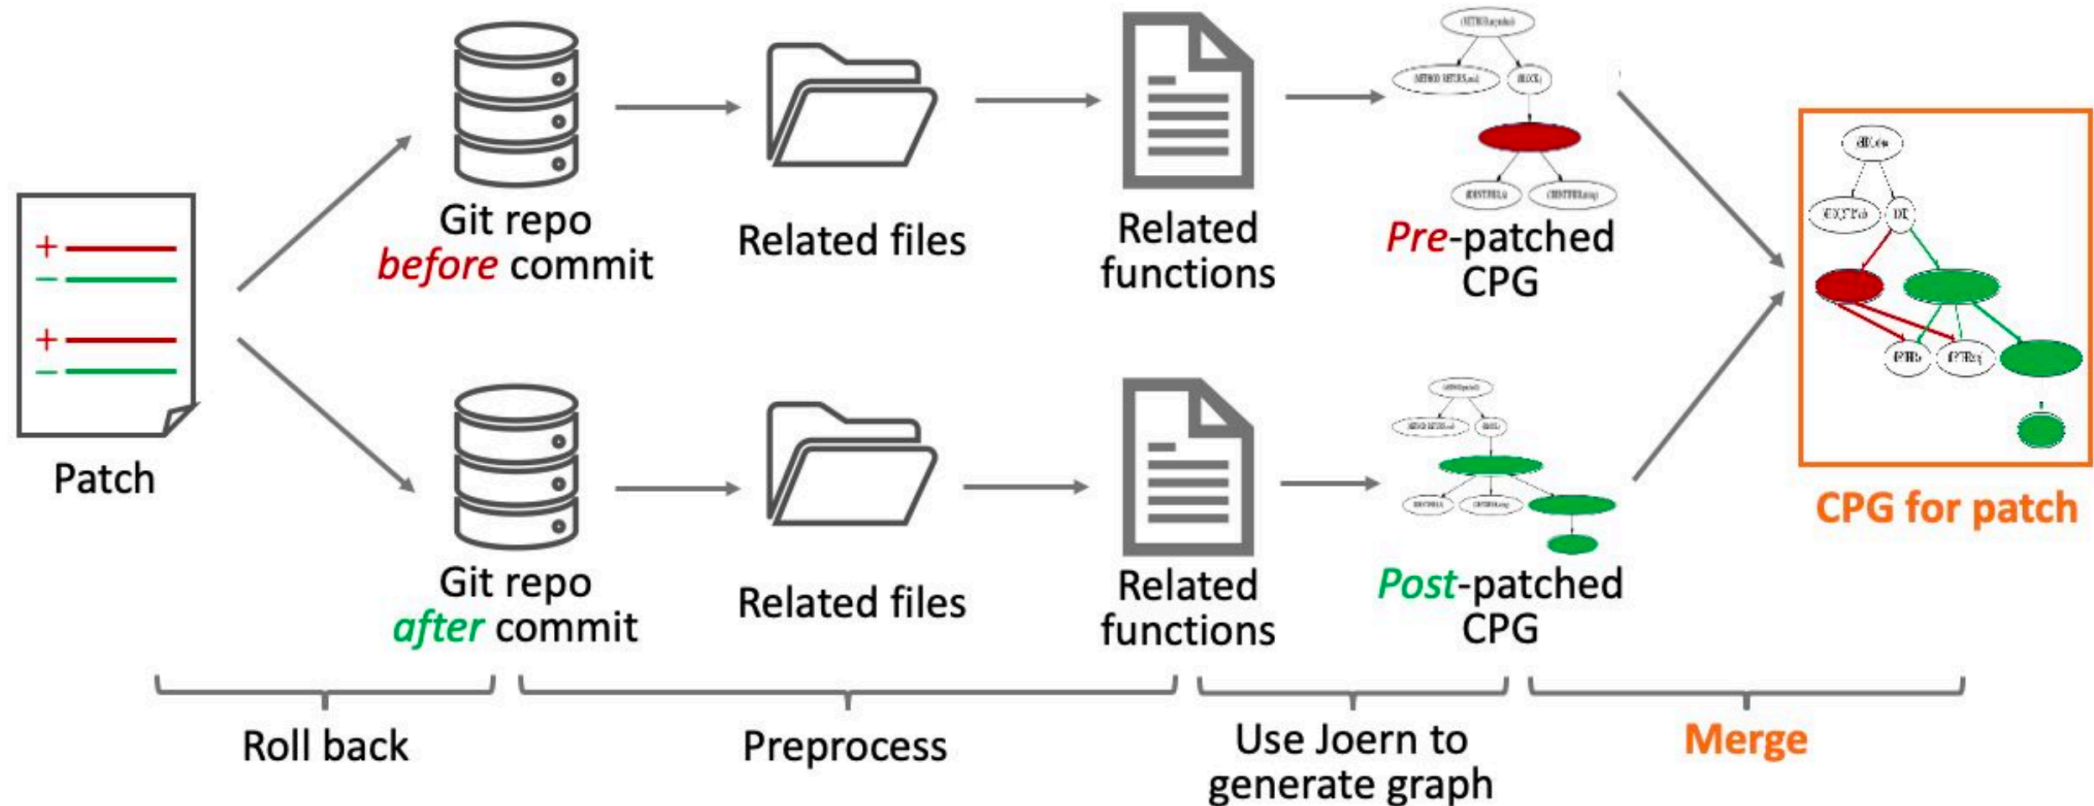 +
−
+
−
Patch
Git repo
before commit
Related files
Related
functions
Pre-patched
CPG
Git repo
after commit
Related files
Related
functions
Post-patched
CPG
CPG for patch
Roll back
Preprocess
Use Joern to
generate graph
Merge